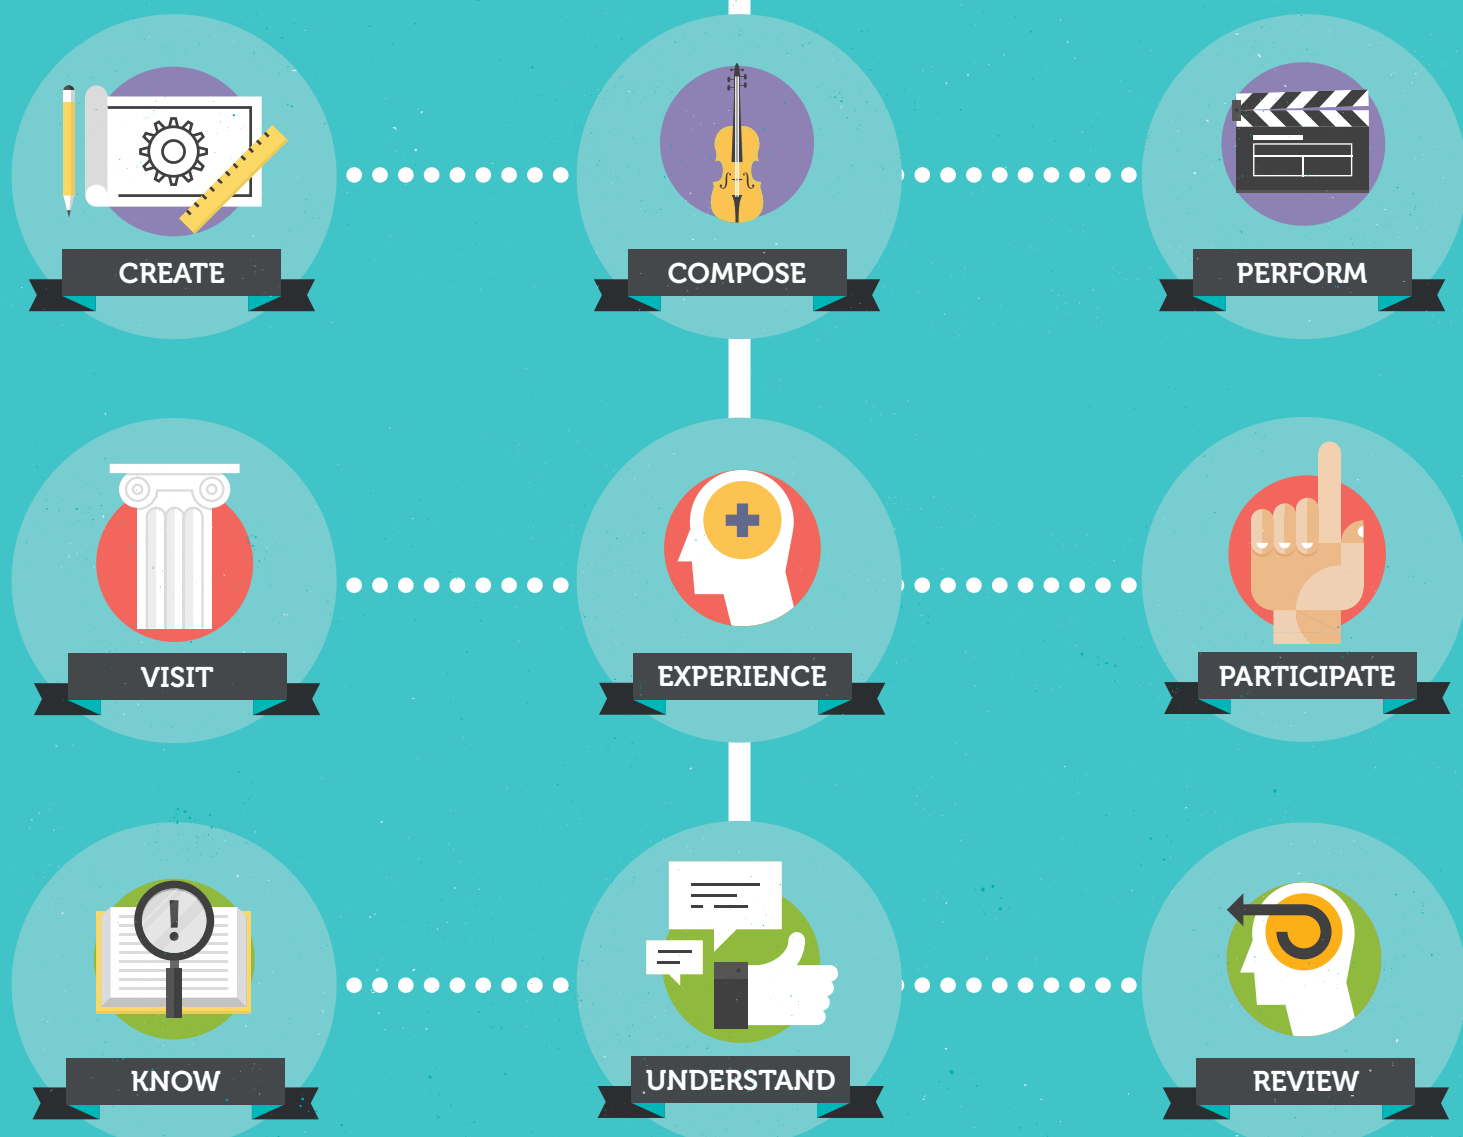 CREATE
COMPOSE
PERFORM
VISIT
EXPERIENCE
PARTICIPATE
KNOW
UNDERSTAND
REVIEW